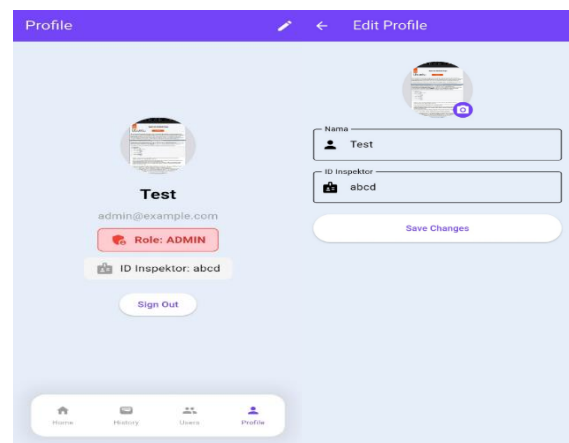 Profile
Test
admin@example.com
Role: ADMIN
ID Inspektor: abcd
Sign Out
Home
History
Users
Profile
Edit Profile
Nama
Test
ID Inspektor
abcd
Save Changes